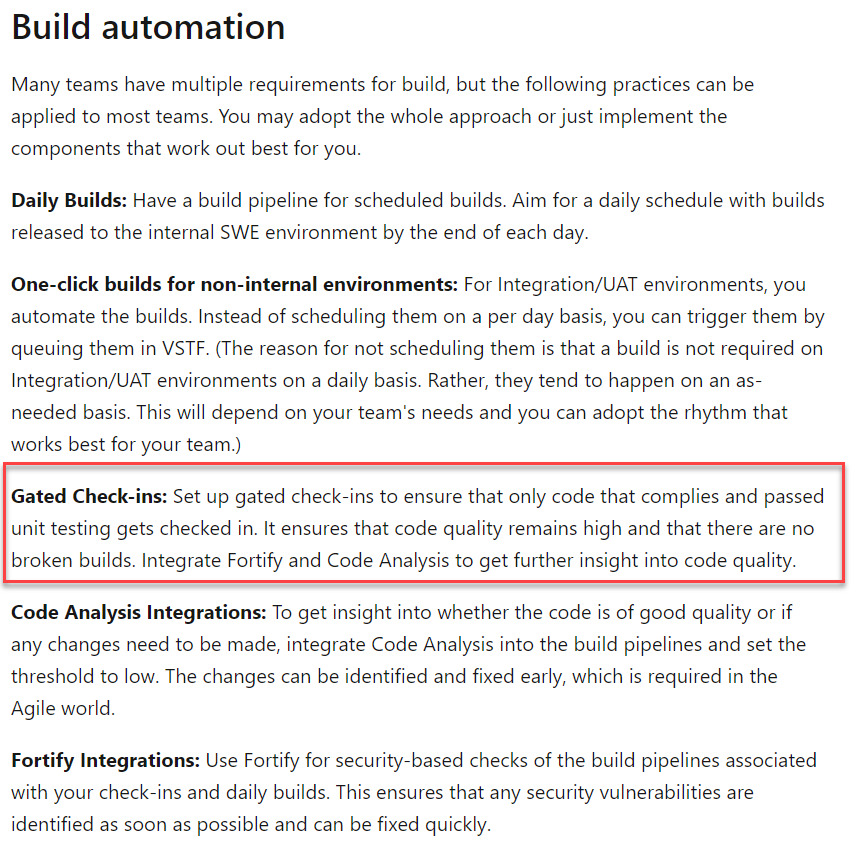 Build automation
Many teams have multiple requirements for build, but the following practices can be
applied to most teams. You may adopt the whole approach or just implement the
components that work out best for you.
Daily Builds: Have a build pipeline for scheduled builds. Aim for a daily schedule with builds
released to the internal SWE environment by the end of each day.
One-click builds for non-internal environments: For Integration/UAT environments, you
automate the builds. Instead of scheduling them on a per day basis, you can trigger them by
queuing them in VSTF. (The reason for not scheduling them is that a build is not required on
Integration/UAT environments on a daily basis. Rather, they tend to happen on an as-
needed basis. This will depend on your team's needs and you can adopt the rhythm that
works best for your team.)
Gated Check-ins: Set up gated check-ins to ensure that only code that complies and passed
unit testing gets checked in. It ensures that code quality remains high and that there are no
broken builds. Integrate Fortify and Code Analysis to get further insight into code quality.
Code Analysis Integrations: To get insight into whether the code is of good quality or if
any changes need to be made, integrate Code Analysis into the build pipelines and set the
threshold to low. The changes can be identified and fixed early, which is required in the
Agile world.
Fortify Integrations: Use Fortify for security-based checks of the build pipelines associated
with your check-ins and daily builds. This ensures that any security vulnerabilities are
identified as soon as possible and can be fixed quickly.